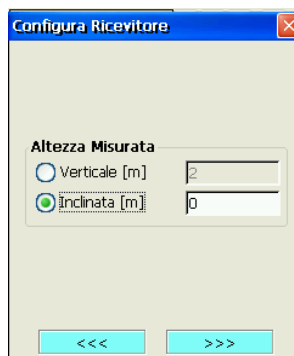 Configura Ricevitore
Altezza Misurata
Verticale [m] 2
Inclinata [m] 0
<<< >>>